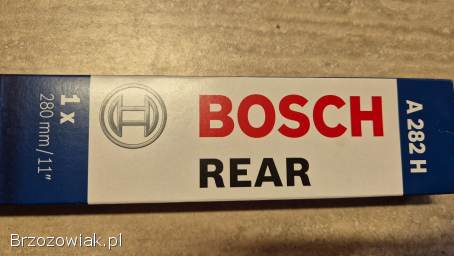 1 x
280 mm / 11"
BOSCH
REAR
A 282 H
Brzozowiak.pl